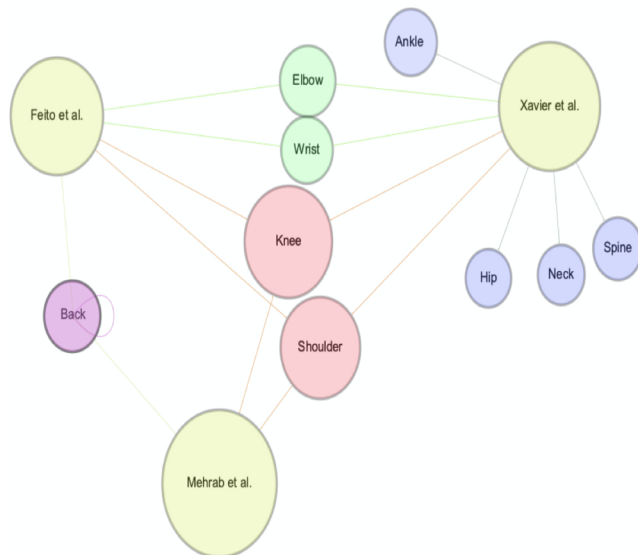 Ankle
Elbow
Xavier et al.
Feito et al.
Wrist
Knee
Spine
Neck
Hip
Back
Shoulder
Mehrab et al.